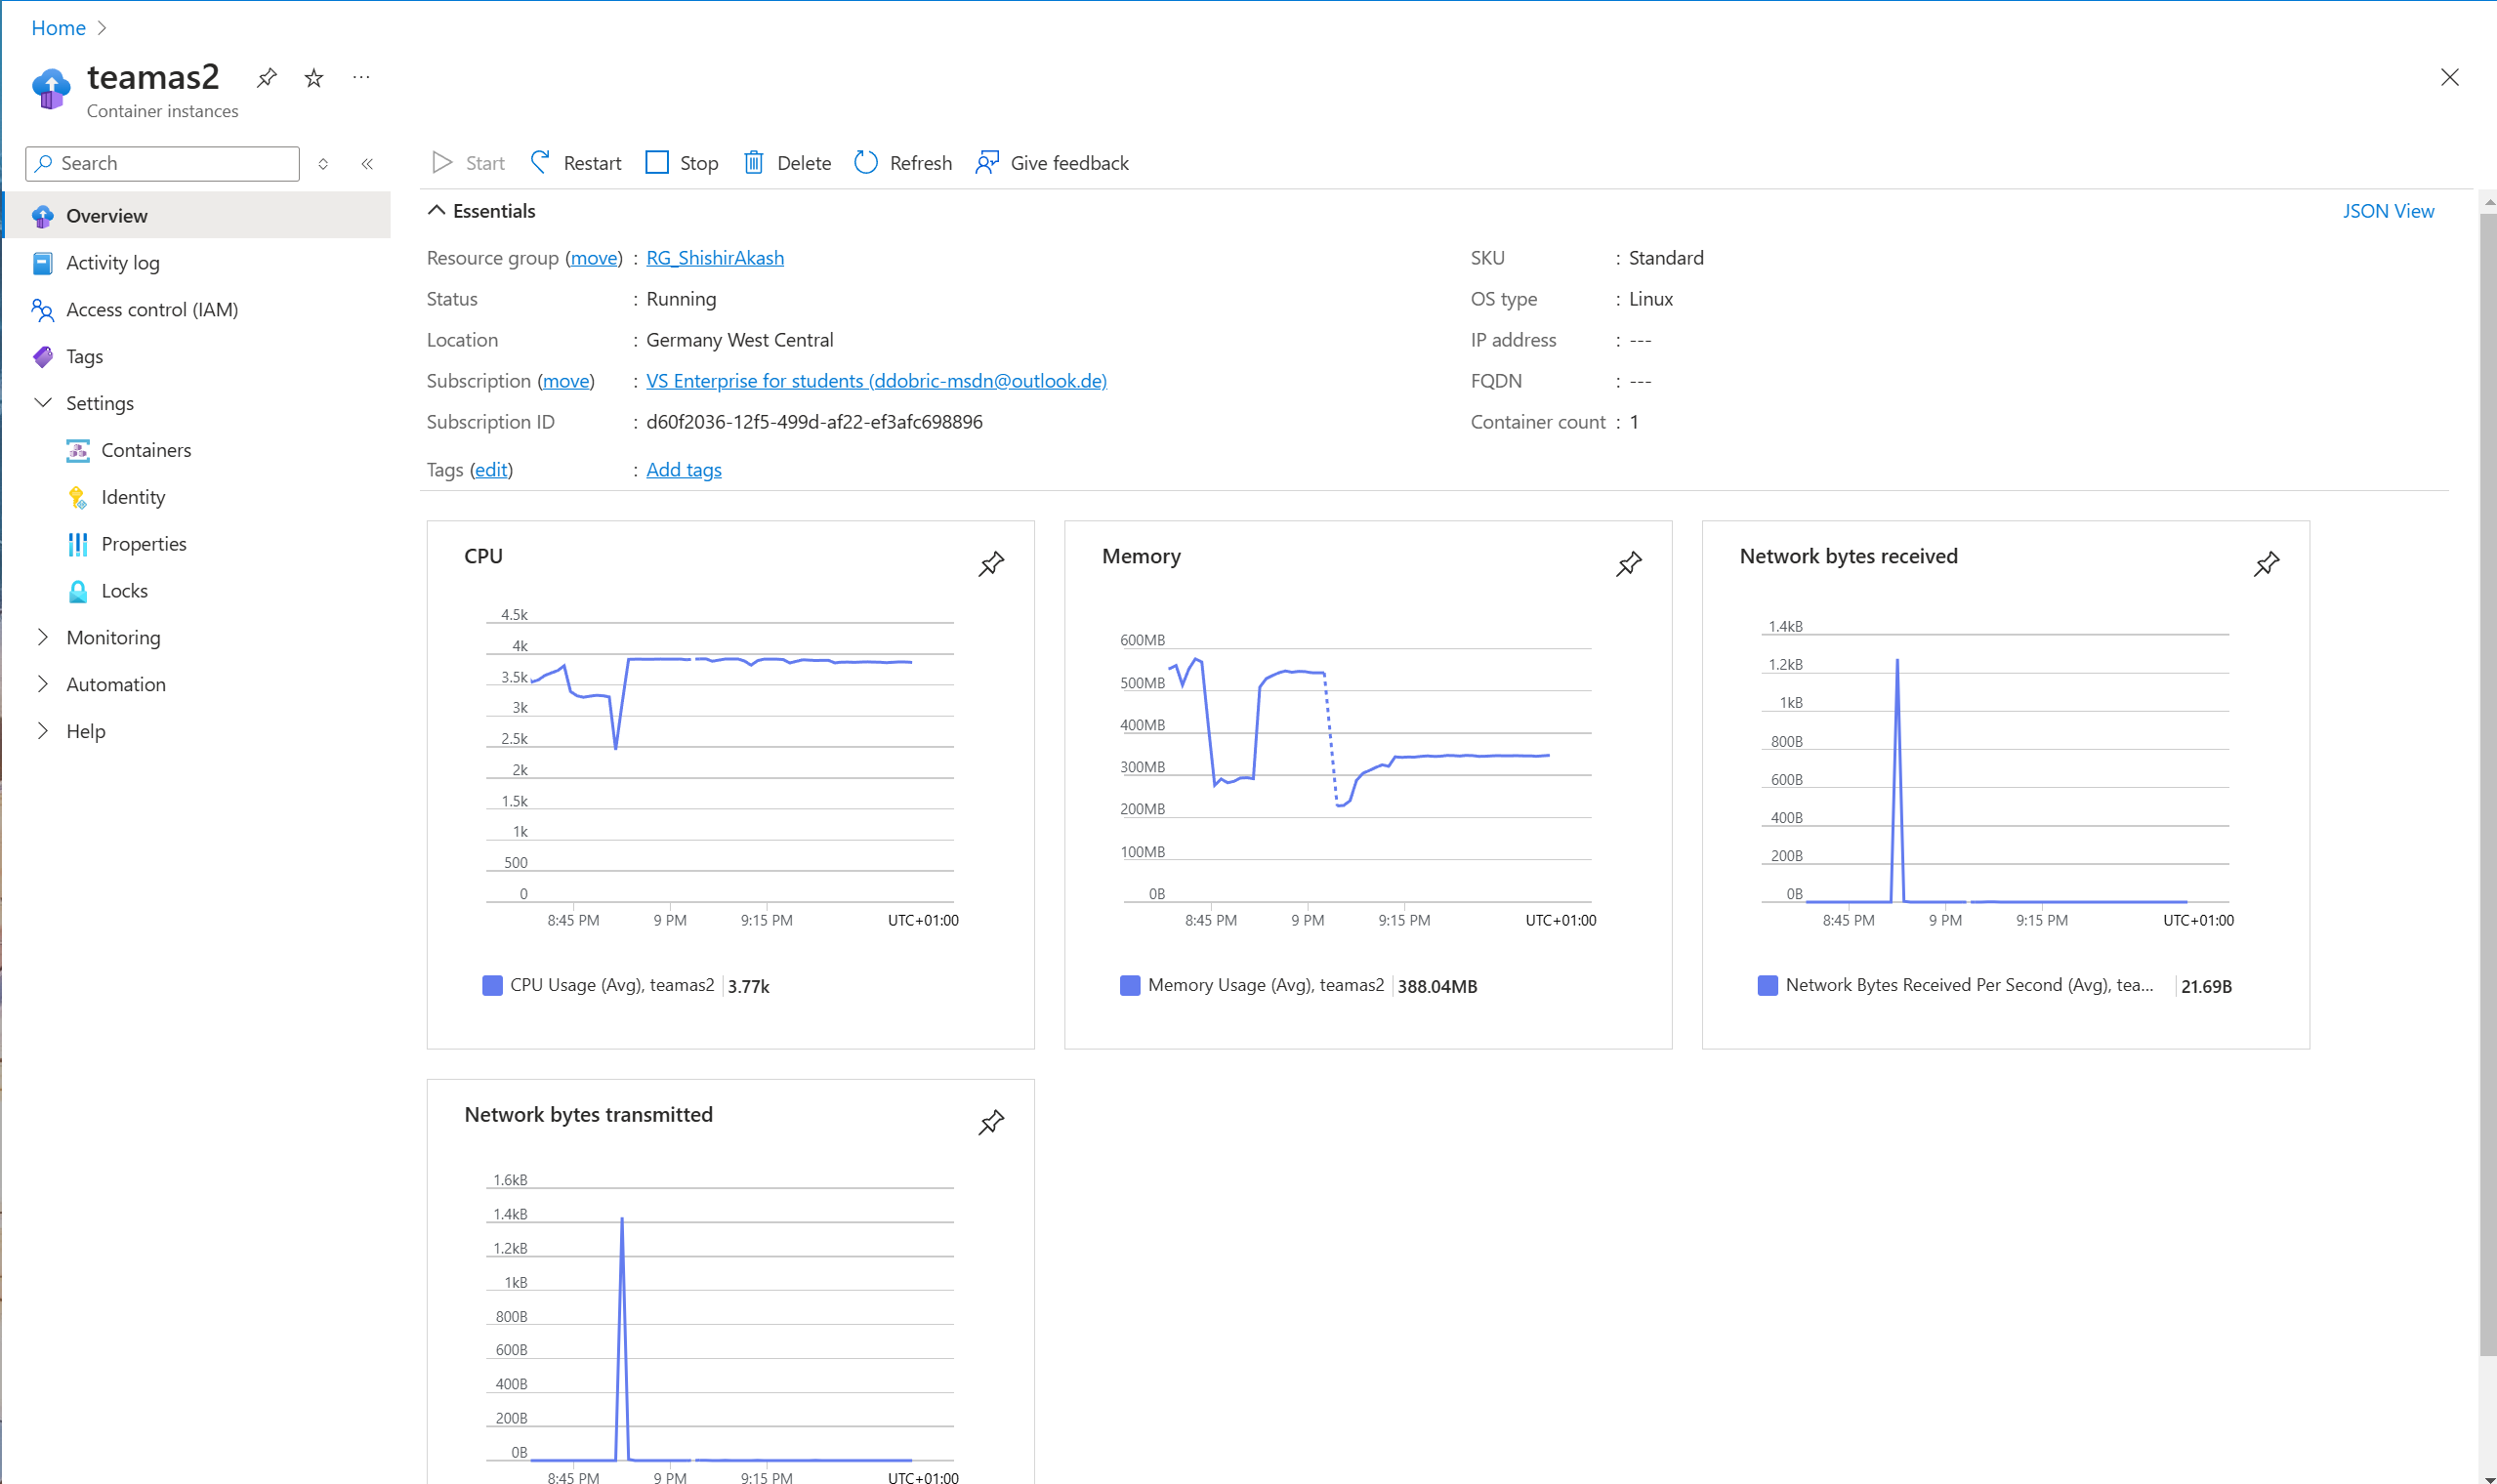 Home
teamas2
Container instances
Search
Start Restart Stop Delete Refresh Give feedback
Overview
Activity log
Access control (IAM)
Tags
Settings
Containers
Identity
Properties
Locks
Monitoring
Automation
Help
Essentials
JSON View
Resource group (move) : RG_ShishirAkash
Status : Running
Location : Germany West Central
Subscription (move) : VS Enterprise for students (ddobric-msdn@outlook.de)
Subscription ID : d60f2036-12f5-499d-af22-ef3afc698896
Tags (edit) : Add tags
SKU : Standard
OS type : Linux
IP address : ---
FQDN : ---
Container count : 1
CPU
4.5k
4k
3.5k
3k
2.5k
2k
1.5k
1k
500
0
8:45 PM 9 PM 9:15 PM UTC+01:00
CPU Usage (Avg), teamas2 3.77k
Memory
600MB
500MB
400MB
300MB
200MB
100MB
0B
8:45 PM 9 PM 9:15 PM UTC+01:00
Memory Usage (Avg), teamas2 388.04MB
Network bytes received
1.4kB
1.2kB
1kB
800B
600B
400B
200B
0B
8:45 PM 9 PM 9:15 PM UTC+01:00
Network Bytes Received Per Second (Avg), tea... 21.69B
Network bytes transmitted
1.6kB
1.4kB
1.2kB
1kB
800B
600B
400B
200B
0B
8:45 PM 9 PM 9:15 PM UTC+01:00